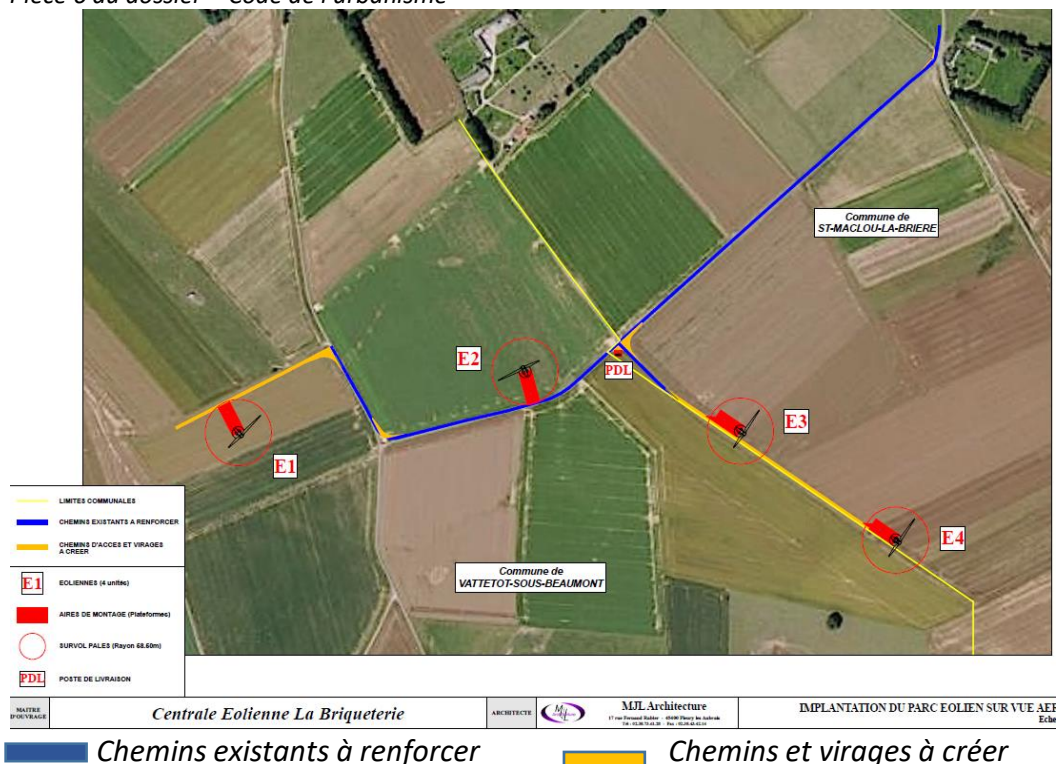 Pièce 6 du dossier – Code de l'urbanisme
Commune de
ST-MACLOU-LA-BRIERE
E2
PDL
E3
E1
E4
Commune de
VATTETOT-SOUS-BEAUMONT
LIMITES COMMUNALES
CHEMINS EXISTANTS A RENFORCER
CHEMINS D'ACCES ET VIRAGES
A CREER
E1 EOLIENNES (4 unités)
AIRES DE MONTAGE (Plateformes)
SURVOL PALES (Rayon 58.50m)
PDL POSTE DE LIVRAISON
MAITRE
D'OUVRAGE
Centrale Eolienne La Briqueterie
ARCHITECTE
MJL Architecture
IMPLANTATION DU PARC EOLIEN SUR VUE AER
Eche
Chemins existants à renforcer
Chemins et virages à créer